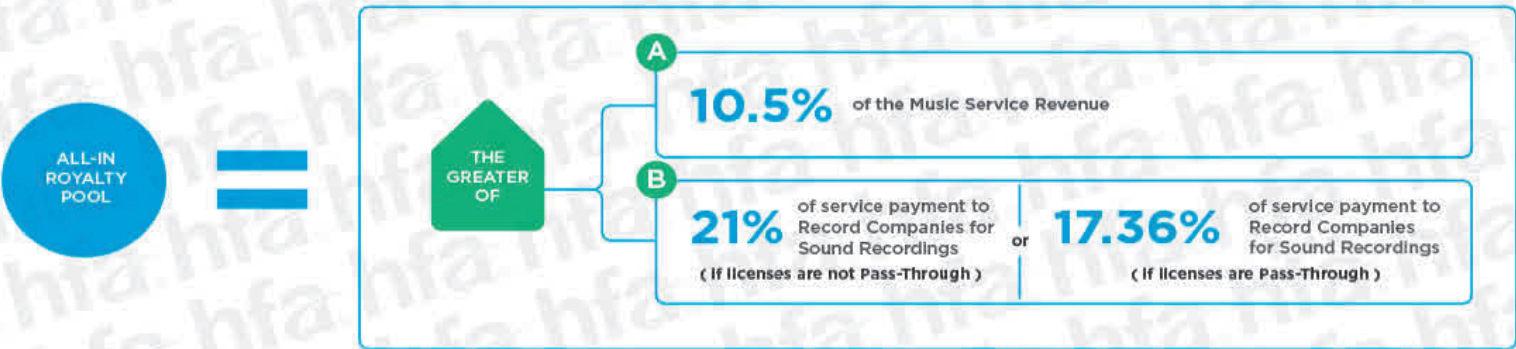 ALL-IN
ROYALTY
POOL
=
THE
GREATER
OF
A
10.5% of the Music Service Revenue
B
21% of service payment to
Record Companies for
Sound Recordings
( If licenses are not Pass-Through )
or
17.36% of service payment to
Record Companies
for Sound Recordings
( If licenses are Pass-Through )
hfa